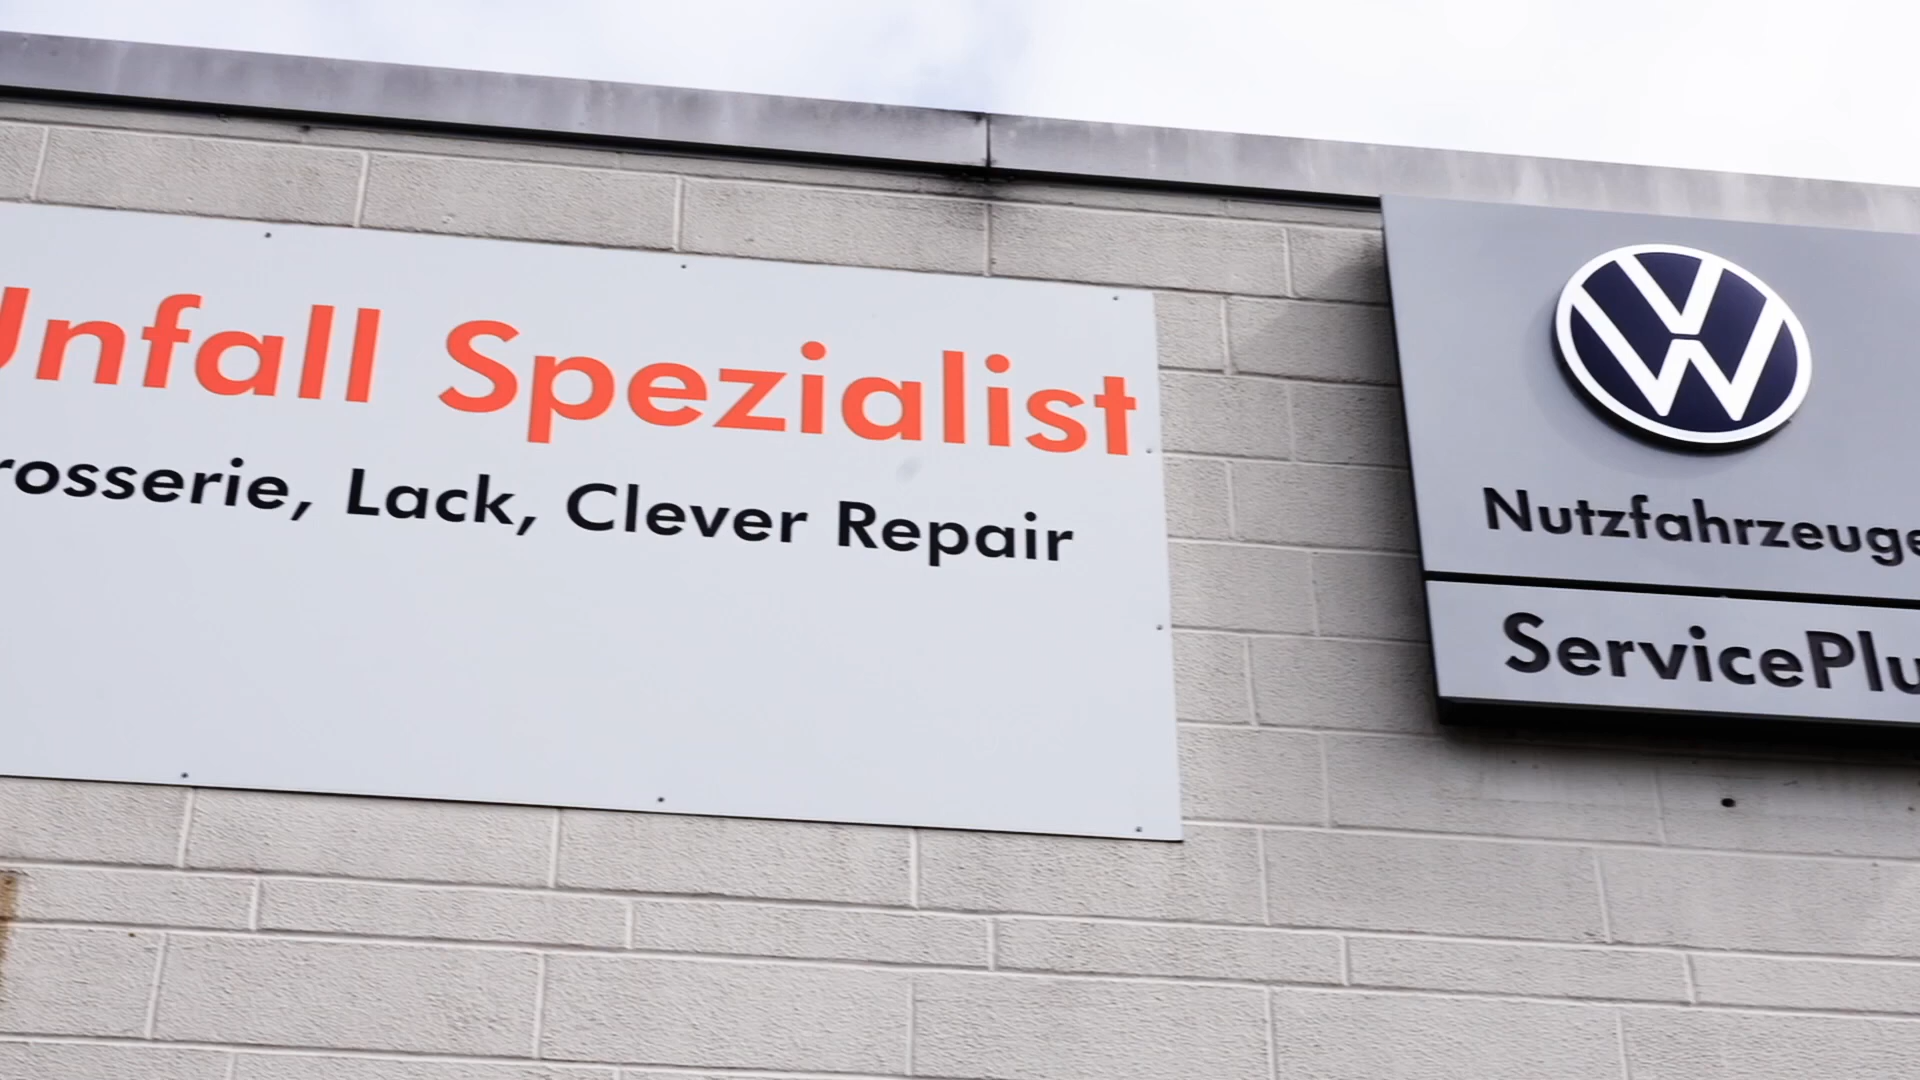 Unfall Spezialist
rosserie, Lack, Clever Repair
Nutzfahrzeuge
ServicePlu